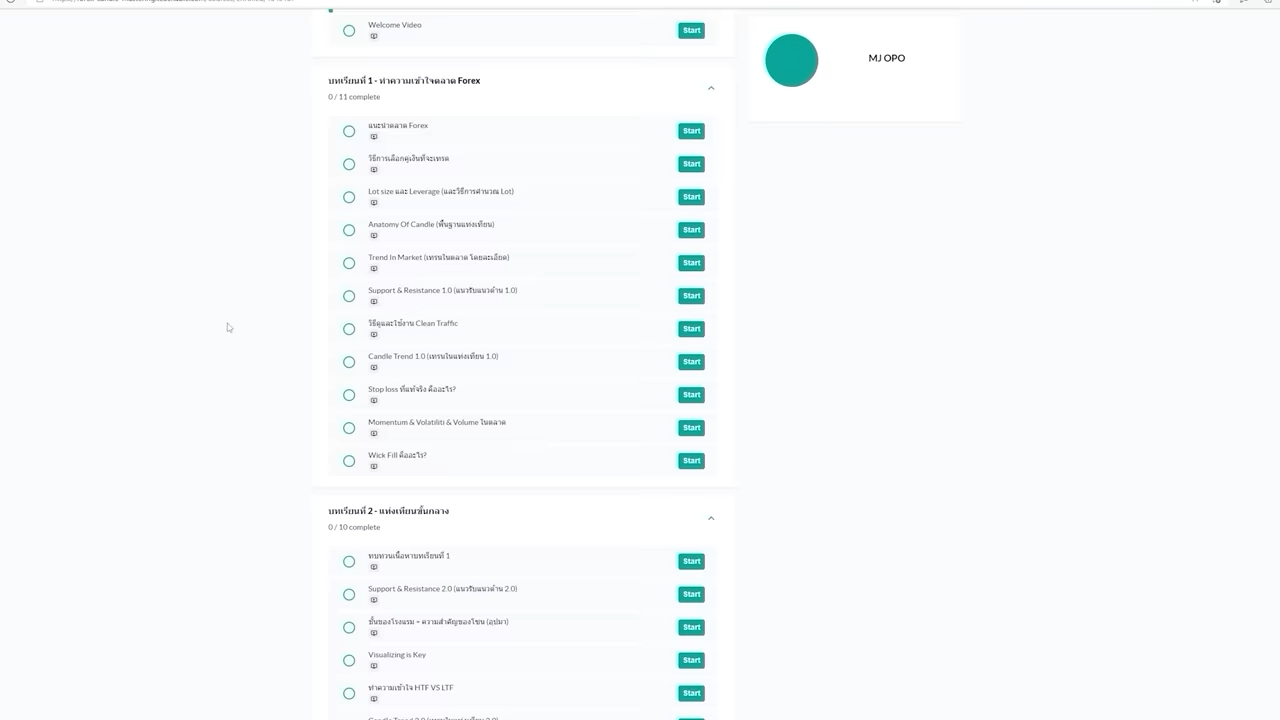 Welcome Video
Start
MJ OPO
บทเรียนที่ 1 - ทำความเข้าใจตลาด Forex
0 / 11 complete
แนะนำตลาด Forex
Start
วิธีการเลือกคู่เงินที่จะเทรด
Start
Lot size และ Leverage (และวิธีการคำนวณ Lot)
Start
Anatomy Of Candle (พื้นฐานแท่งเทียน)
Start
Trend In Market (เทรนในตลาด โดยละเอียด)
Start
Support & Resistance 1.0 (แนวรับแนวต้าน 1.0)
Start
วิธีดูและใช้งาน Clean Traffic
Start
Candle Trend 1.0 (เทรนในแท่งเทียน 1.0)
Start
Stop loss ที่แท้จริง คืออะไร?
Start
Momentum & Volatiliti & Volume ในตลาด
Start
Wick Fill คืออะไร?
Start
บทเรียนที่ 2 - แท่งเทียนขั้นกลาง
0 / 10 complete
ทบทวนเนื้อหาบทเรียนที่ 1
Start
Support & Resistance 2.0 (แนวรับแนวต้าน 2.0)
Start
ชั้นของโรงแรม = ความสำคัญของโซน (อุปมา)
Start
Visualizing is Key
Start
ทำความเข้าใจ HTF VS LTF
Start